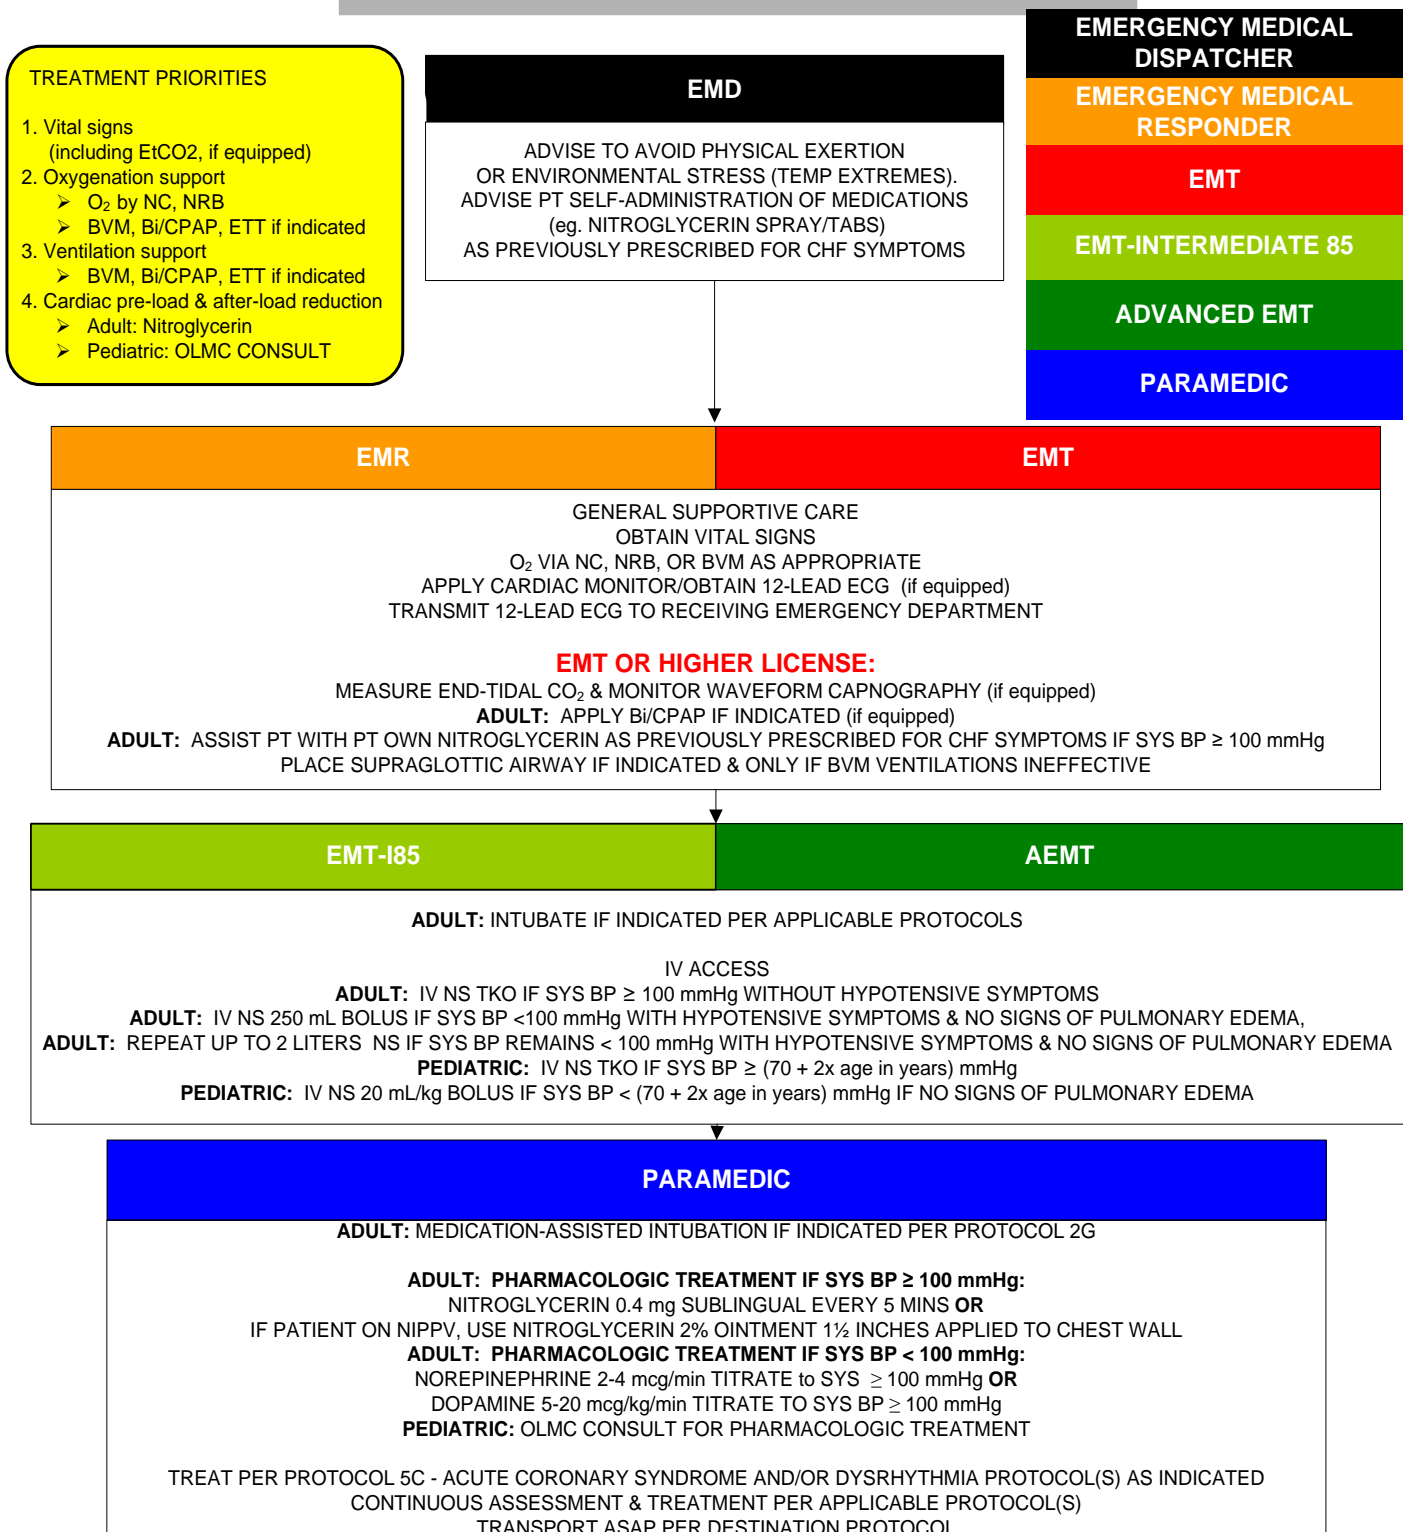 TREATMENT PRIORITIES
1. Vital signs
(including EtCO2, if equipped)
2. Oxygenation support
➢ O₂ by NC, NRB
➢ BVM, Bi/CPAP, ETT if indicated
3. Ventilation support
➢ BVM, Bi/CPAP, ETT if indicated
4. Cardiac pre-load & after-load reduction
➢ Adult: Nitroglycerin
➢ Pediatric: OLMC CONSULT
EMD
ADVISE TO AVOID PHYSICAL EXERTION
OR ENVIRONMENTAL STRESS (TEMP EXTREMES).
ADVISE PT SELF-ADMINISTRATION OF MEDICATIONS
(eg. NITROGLYCERIN SPRAY/TABS)
AS PREVIOUSLY PRESCRIBED FOR CHF SYMPTOMS
EMERGENCY MEDICAL
DISPATCHER
EMERGENCY MEDICAL
RESPONDER
EMT
EMT-INTERMEDIATE 85
ADVANCED EMT
PARAMEDIC
EMR
EMT
GENERAL SUPPORTIVE CARE
OBTAIN VITAL SIGNS
O₂ VIA NC, NRB, OR BVM AS APPROPRIATE
APPLY CARDIAC MONITOR/OBTAIN 12-LEAD ECG (if equipped)
TRANSMIT 12-LEAD ECG TO RECEIVING EMERGENCY DEPARTMENT
EMT OR HIGHER LICENSE:
MEASURE END-TIDAL CO₂ & MONITOR WAVEFORM CAPNOGRAPHY (if equipped)
ADULT: APPLY Bi/CPAP IF INDICATED (if equipped)
ADULT: ASSIST PT WITH PT OWN NITROGLYCERIN AS PREVIOUSLY PRESCRIBED FOR CHF SYMPTOMS IF SYS BP ≥ 100 mmHg
PLACE SUPRAGLOTTIC AIRWAY IF INDICATED & ONLY IF BVM VENTILATIONS INEFFECTIVE
EMT-I85
AEMT
ADULT: INTUBATE IF INDICATED PER APPLICABLE PROTOCOLS
IV ACCESS
ADULT: IV NS TKO IF SYS BP ≥ 100 mmHg WITHOUT HYPOTENSIVE SYMPTOMS
ADULT: IV NS 250 mL BOLUS IF SYS BP <100 mmHg WITH HYPOTENSIVE SYMPTOMS & NO SIGNS OF PULMONARY EDEMA,
ADULT: REPEAT UP TO 2 LITERS NS IF SYS BP REMAINS < 100 mmHg WITH HYPOTENSIVE SYMPTOMS & NO SIGNS OF PULMONARY EDEMA
PEDIATRIC: IV NS TKO IF SYS BP ≥ (70 + 2x age in years) mmHg
PEDIATRIC: IV NS 20 mL/kg BOLUS IF SYS BP < (70 + 2x age in years) mmHg IF NO SIGNS OF PULMONARY EDEMA
PARAMEDIC
ADULT: MEDICATION-ASSISTED INTUBATION IF INDICATED PER PROTOCOL 2G
ADULT: PHARMACOLOGIC TREATMENT IF SYS BP ≥ 100 mmHg:
NITROGLYCERIN 0.4 mg SUBLINGUAL EVERY 5 MINS OR
IF PATIENT ON NIPPV, USE NITROGLYCERIN 2% OINTMENT 1½ INCHES APPLIED TO CHEST WALL
ADULT: PHARMACOLOGIC TREATMENT IF SYS BP < 100 mmHg:
NOREPINEPHRINE 2-4 mcg/min TITRATE to SYS ≥ 100 mmHg OR
DOPAMINE 5-20 mcg/kg/min TITRATE TO SYS BP ≥ 100 mmHg
PEDIATRIC: OLMC CONSULT FOR PHARMACOLOGIC TREATMENT
TREAT PER PROTOCOL 5C - ACUTE CORONARY SYNDROME AND/OR DYSRHYTHMIA PROTOCOL(S) AS INDICATED
CONTINUOUS ASSESSMENT & TREATMENT PER APPLICABLE PROTOCOL(S)
TRANSPORT ASAP PER DESTINATION PROTOCOL